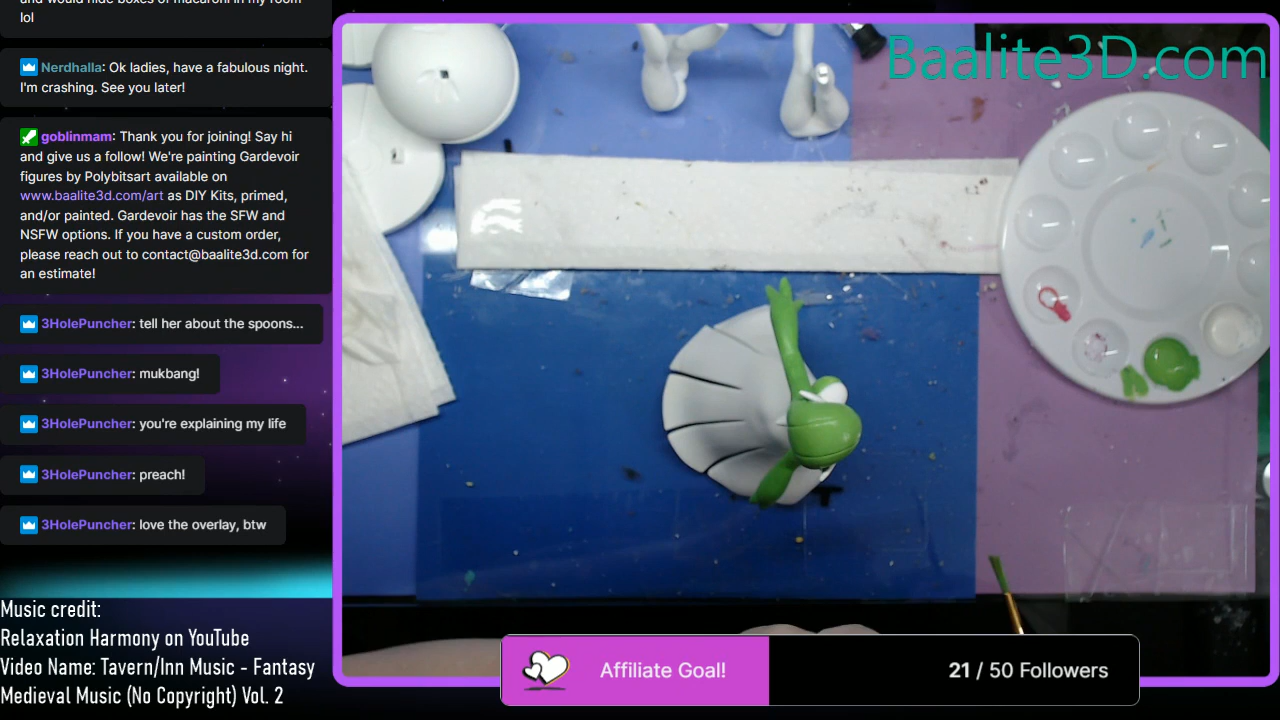 and would hide boxes of macaroni in my room
lol
Nerdhalla: Ok ladies, have a fabulous night.
I'm crashing. See you later!
goblinmam: Thank you for joining! Say hi
and give us a follow! We're painting Gardevoir
figures by Polybitsart available on
www.baalite3d.com/art as DIY Kits, primed,
and/or painted. Gardevoir has the SFW and
NSFW options. If you have a custom order,
please reach out to contact@baalite3d.com for
an estimate!
3HolePuncher: tell her about the spoons...
3HolePuncher: mukbang!
3HolePuncher: you're explaining my life
3HolePuncher: preach!
3HolePuncher: love the overlay, btw
Music credit:
Relaxation Harmony on YouTube
Video Name: Tavern/Inn Music - Fantasy
Medieval Music (No Copyright) Vol. 2
Baalite3D.com
Affiliate Goal! 21 / 50 Followers